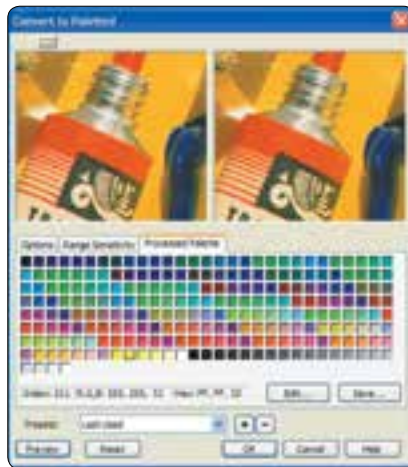 Convert to Paletted
Options Range Sensitivity Processed Palette
Edit... Save...
Presets: Last Used + -
Preview Reset OK Cancel Help